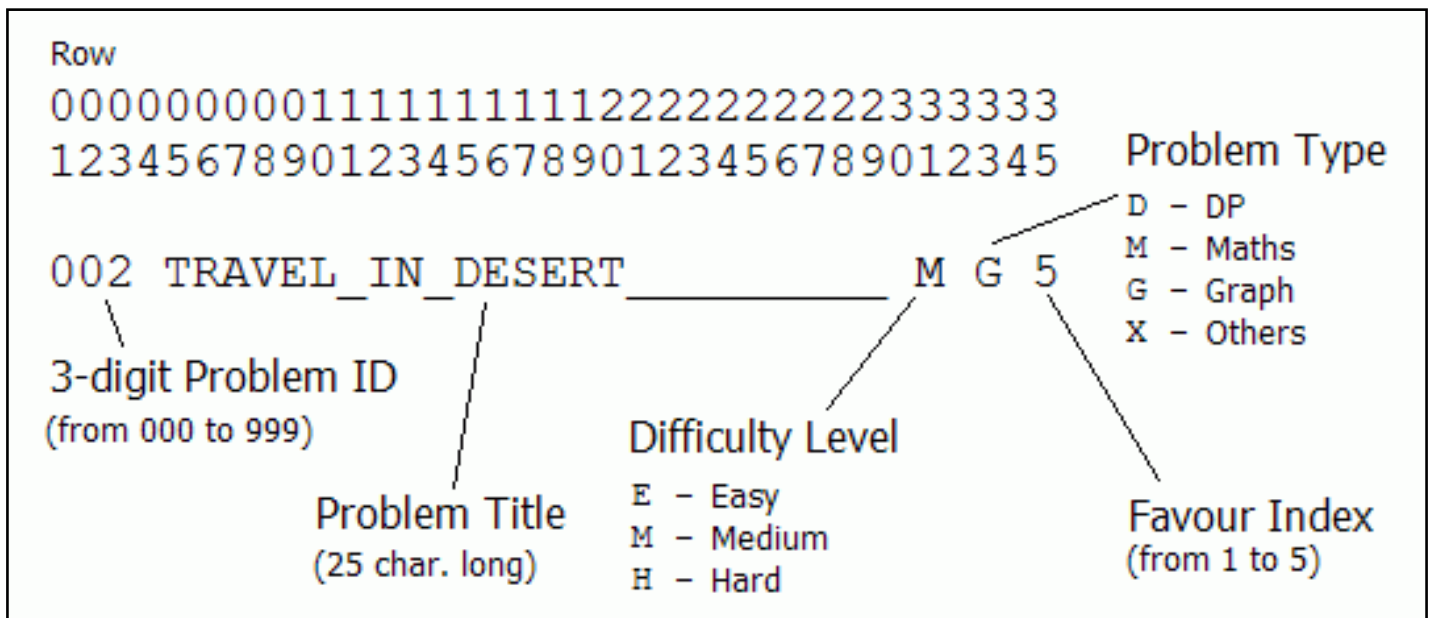 Row
00000000011111111112222222222333333
12345678901234567890123456789012345
002 TRAVEL_IN_DESERT_________ M G 5
Problem Type
D – DP
M – Maths
G – Graph
X – Others
3-digit Problem ID
(from 000 to 999)
Problem Title
(25 char. long)
Difficulty Level
E – Easy
M – Medium
H – Hard
Favour Index
(from 1 to 5)